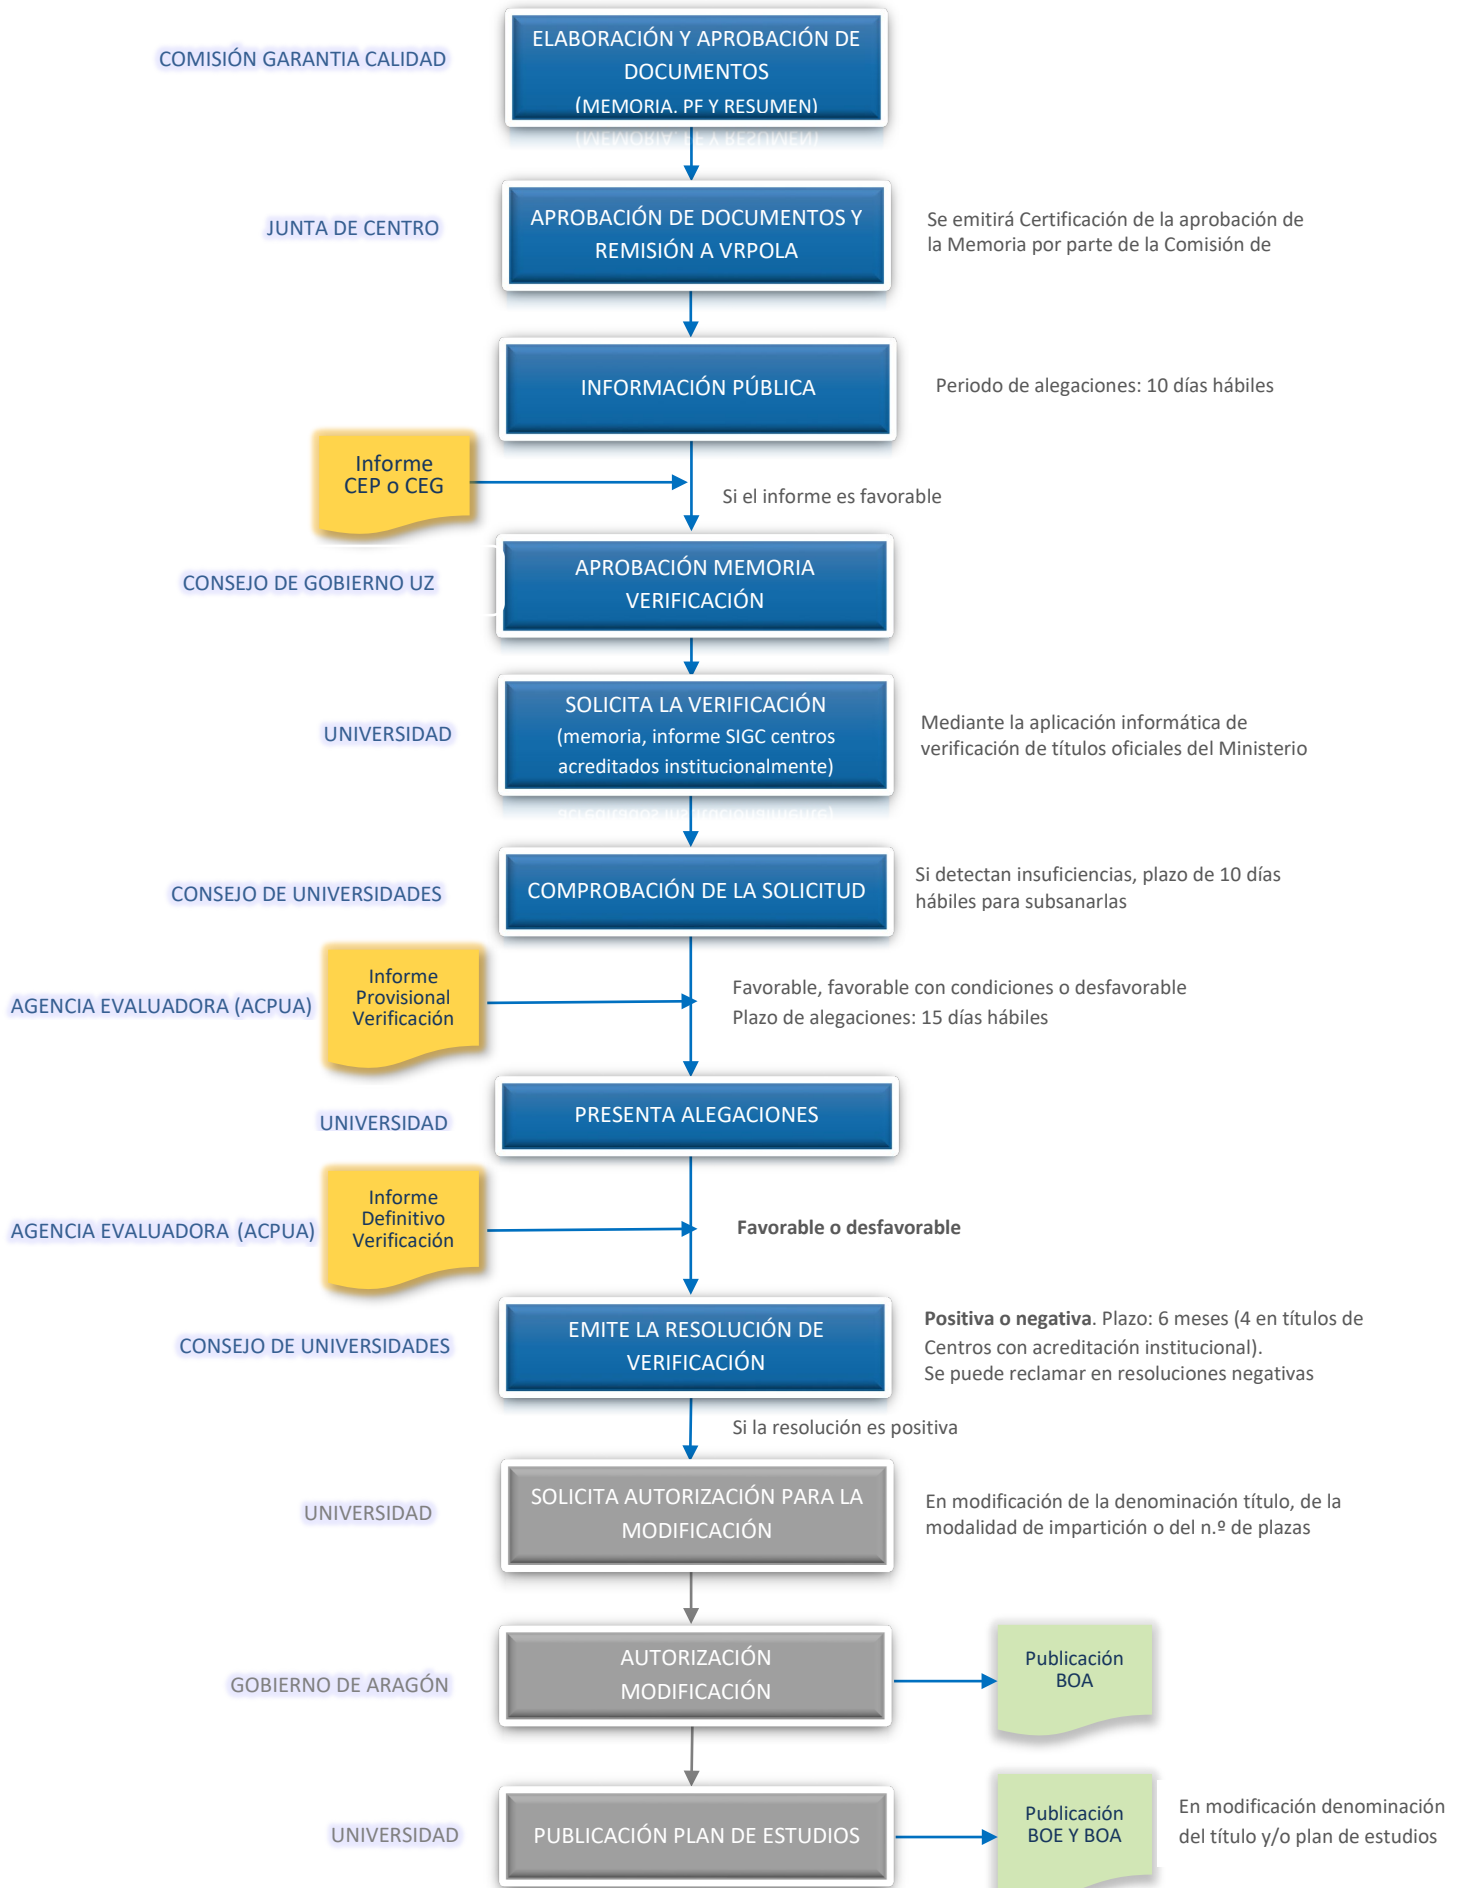 COMISIÓN GARANTIA CALIDAD
ELABORACIÓN Y APROBACIÓN DE
DOCUMENTOS
(MEMORIA. PF Y RESUMEN)
JUNTA DE CENTRO
APROBACIÓN DE DOCUMENTOS Y
REMISIÓN A VRPOLA
Se emitirá Certificación de la aprobación de
la Memoria por parte de la Comisión de
INFORMACIÓN PÚBLICA
Periodo de alegaciones: 10 días hábiles
Informe
CEP o CEG
Si el informe es favorable
CONSEJO DE GOBIERNO UZ
APROBACIÓN MEMORIA
VERIFICACIÓN
UNIVERSIDAD
SOLICITA LA VERIFICACIÓN
(memoria, informe SIGC centros
acreditados institucionalmente)
Mediante la aplicación informática de
verificación de títulos oficiales del Ministerio
CONSEJO DE UNIVERSIDADES
COMPROBACIÓN DE LA SOLICITUD
Si detectan insuficiencias, plazo de 10 días
hábiles para subsanarlas
AGENCIA EVALUADORA (ACPUA)
Informe
Provisional
Verificación
Favorable, favorable con condiciones o desfavorable
Plazo de alegaciones: 15 días hábiles
UNIVERSIDAD
PRESENTA ALEGACIONES
AGENCIA EVALUADORA (ACPUA)
Informe
Definitivo
Verificación
Favorable o desfavorable
CONSEJO DE UNIVERSIDADES
EMITE LA RESOLUCIÓN DE
VERIFICACIÓN
Positiva o negativa. Plazo: 6 meses (4 en títulos de
Centros con acreditación institucional).
Se puede reclamar en resoluciones negativas
Si la resolución es positiva
UNIVERSIDAD
SOLICITA AUTORIZACIÓN PARA LA
MODIFICACIÓN
En modificación de la denominación título, de la
modalidad de impartición o del n.º de plazas
GOBIERNO DE ARAGÓN
AUTORIZACIÓN
MODIFICACIÓN
Publicación
BOA
UNIVERSIDAD
PUBLICACIÓN PLAN DE ESTUDIOS
Publicación
BOE Y BOA
En modificación denominación
del título y/o plan de estudios